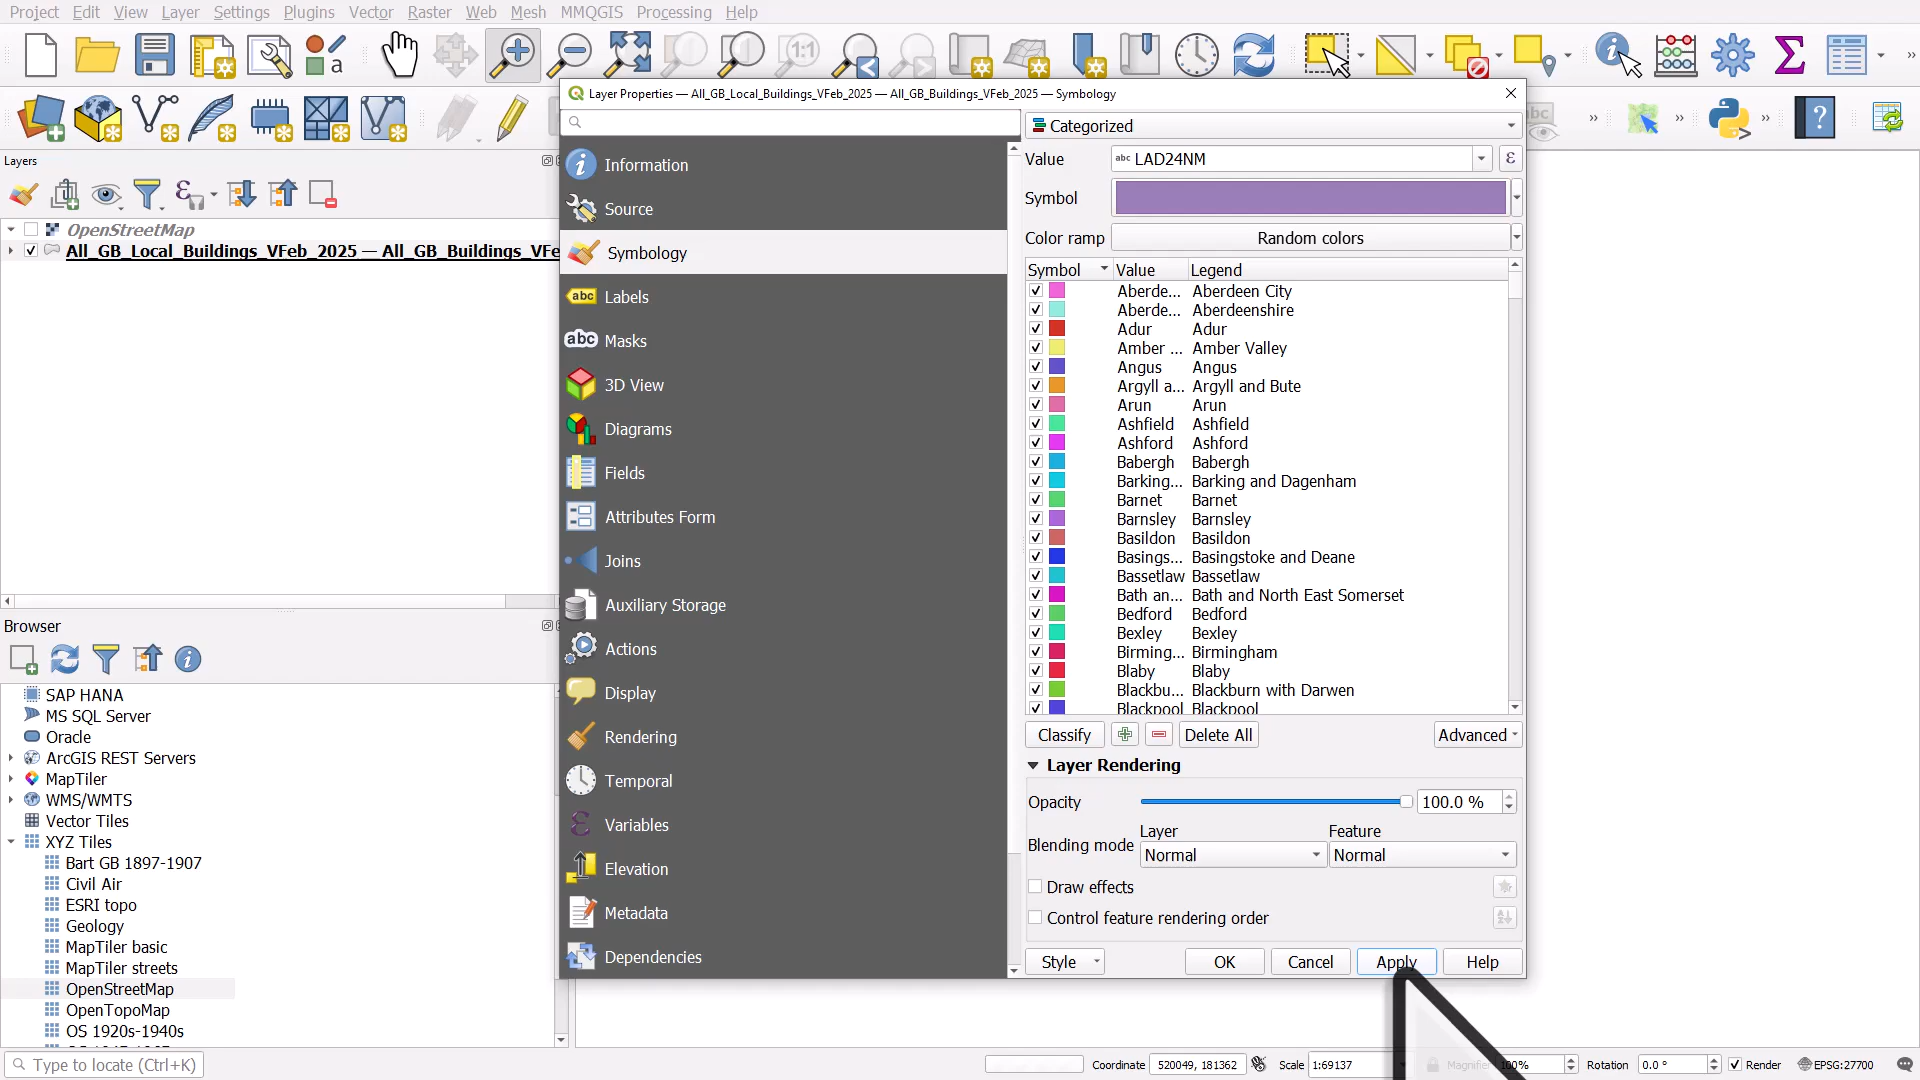 Project Edit View Layer Settings Plugins Vector Raster Web Mesh MMQGIS Processing Help
Layer Properties — All_GB_Local_Buildings_VFeb_2025 — All_GB_Buildings_VFeb_2025 — Symbology
Categorized
Value abc LAD24NM ε
Symbol
Color ramp Random colors
Symbol Value Legend
Aberde... Aberdeen City
Aberde... Aberdeenshire
Adur Adur
Amber ... Amber Valley
Angus Angus
Argyll a... Argyll and Bute
Arun Arun
Ashfield Ashfield
Ashford Ashford
Babergh Babergh
Barking... Barking and Dagenham
Barnet Barnet
Barnsley Barnsley
Basildon Basildon
Basings... Basingstoke and Deane
Bassetlaw Bassetlaw
Bath an... Bath and North East Somerset
Bedford Bedford
Bexley Bexley
Birming... Birmingham
Blaby Blaby
Blackbu... Blackburn with Darwen
Blackpool Blackpool
Classify Delete All Advanced
Layer Rendering
Opacity 100.0 %
Layer Feature
Blending mode Normal Normal
Draw effects
Control feature rendering order
Style OK Cancel Apply Help
Information
Source
Symbology
abc Labels
abc Masks
3D View
Diagrams
Fields
Attributes Form
Joins
Auxiliary Storage
Actions
Display
Rendering
Temporal
Variables
Elevation
Metadata
Dependencies
Layers
OpenStreetMap
All_GB_Local_Buildings_VFeb_2025 — All_GB_Buildings_VFe
Browser
SAP HANA
MS SQL Server
Oracle
ArcGIS REST Servers
MapTiler
WMS/WMTS
Vector Tiles
XYZ Tiles
Bart GB 1897-1907
Civil Air
ESRI topo
Geology
MapTiler basic
MapTiler streets
OpenStreetMap
OpenTopoMap
OS 1920s-1940s
Type to locate (Ctrl+K)
Coordinate 520049, 181362 Scale 1:69137 Magnifier 100% Rotation 0.0 ° Render EPSG:27700